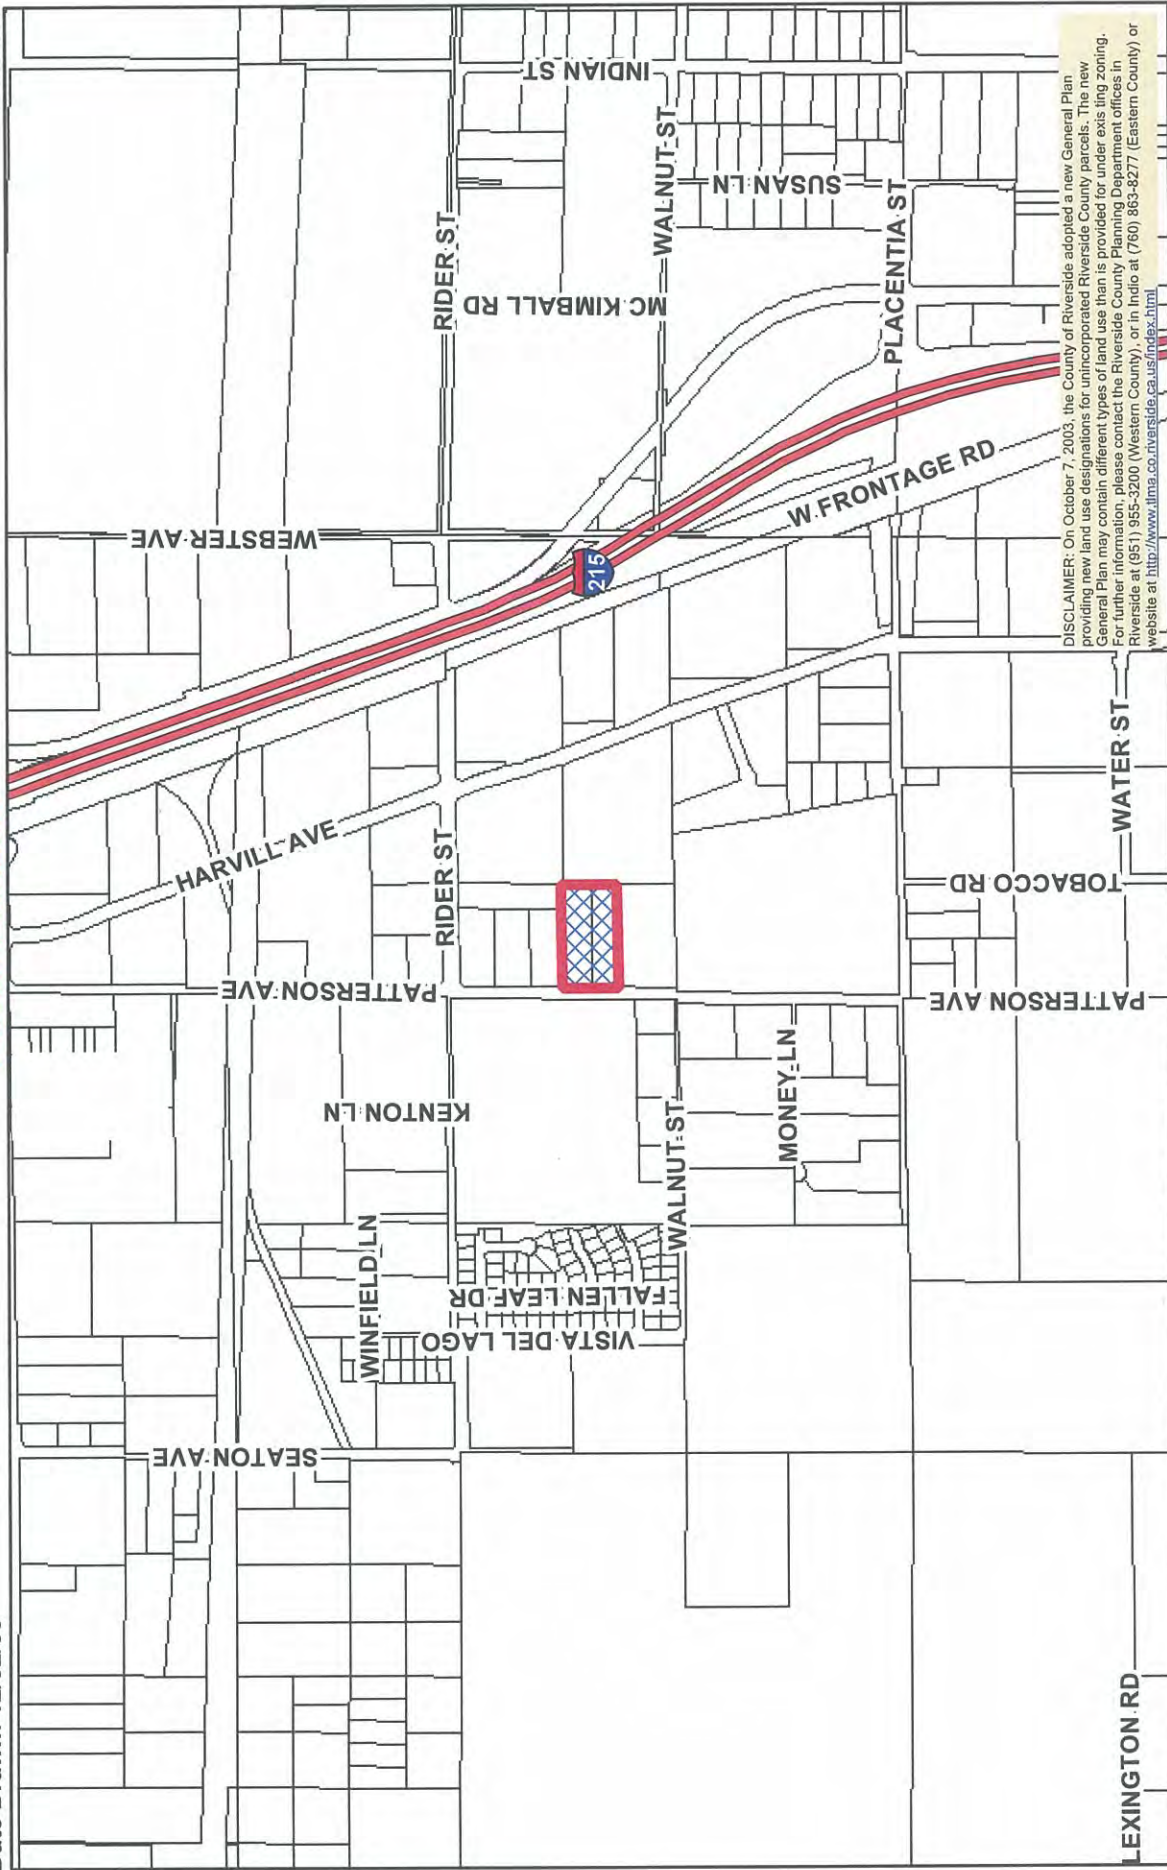 INDIAN ST
RIDER ST
WALNUT ST
SUSAN LN
MC KIMBALL RD
PLACENTIA ST
WEBSTER AVE
W FRONTAGE RD
215
HARVILL AVE
RIDER ST
WATER ST
TOBACCO RD
PATTERSON AVE
PATTERSON AVE
KENTON LN
MONEY LN
WALNUT ST
WINFIELD LN
FALLEN LEAF DR
VISTA DEL LAGO
SEATON AVE
LEXINGTON RD
DISCLAIMER: On October 7, 2003, the County of Riverside adopted a new General Plan
providing new land use designations for unincorporated Riverside County parcels. The new
General Plan may contain different types of land use than is provided for under exis ting zoning.
For further information, please contact the Riverside County Planning Department offices in
Riverside at (951) 955-3200 (Western County), or in Indio at (760) 863-8277 (Eastern County) or
website at http://www.tlma.co.riverside.ca.us/index.html